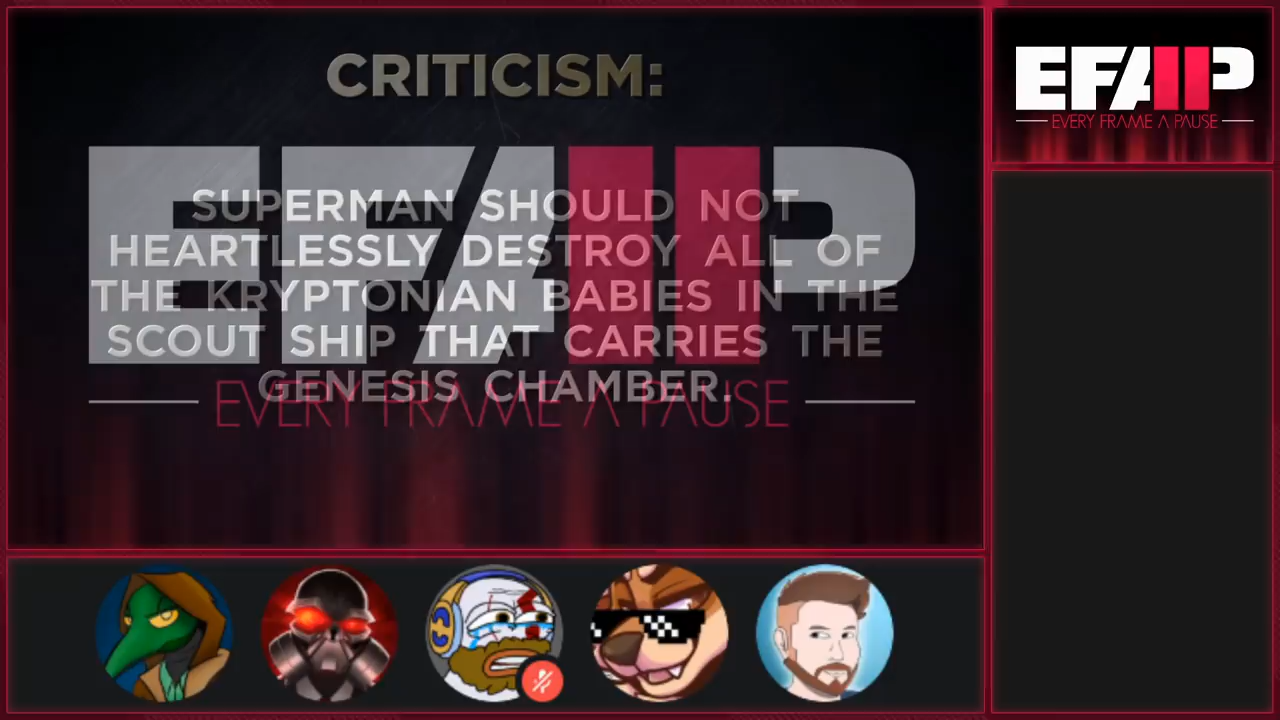 CRITICISM:
EFAP
SUPERMAN SHOULD NOT
HEARTLESSLY DESTROY ALL OF
THE KRYPTONIAN BABIES IN THE
SCOUT SHIP THAT CARRIES THE
GENESIS CHAMBER.
EVERY FRAME A PAUSE
EFAP
EVERY FRAME A PAUSE